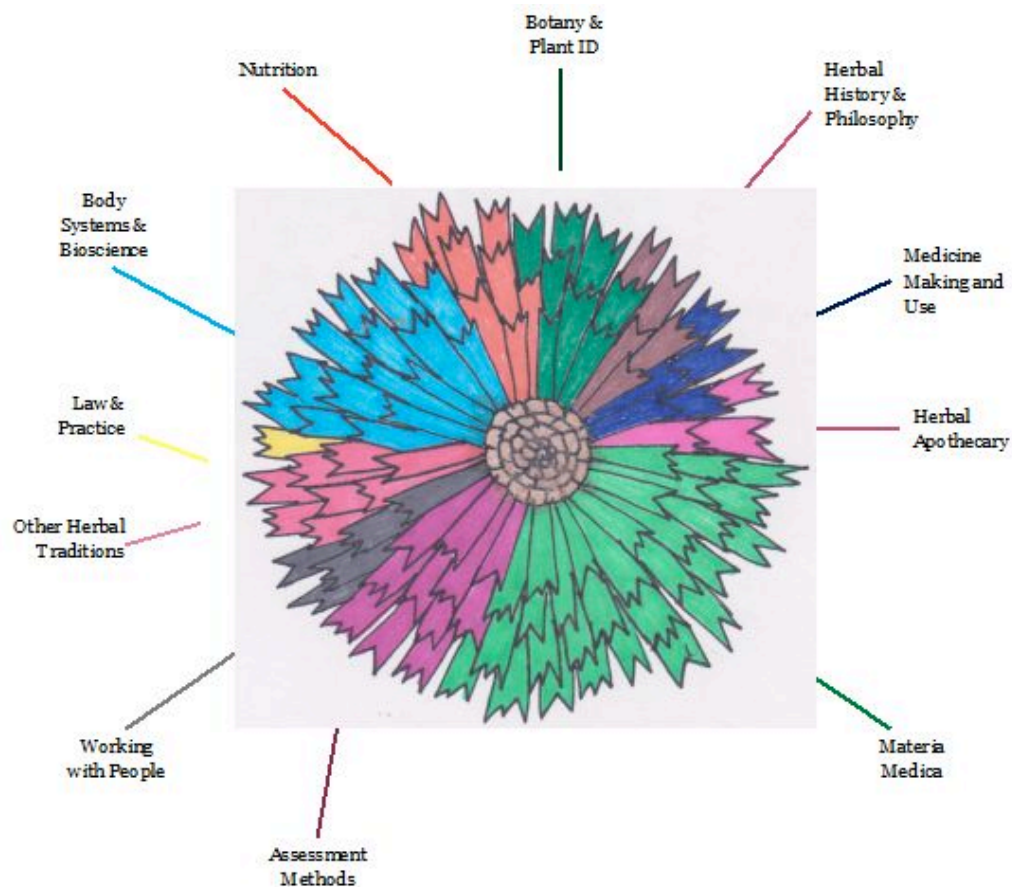 Botany &
Plant ID
Nutrition
Herbal
History &
Philosophy
Body
Systems &
Bioscience
Medicine
Making and
Use
Law &
Practice
Herbal
Apothecary
Other Herbal
Traditions
Working
with People
Materia
Medica
Assessment
Methods